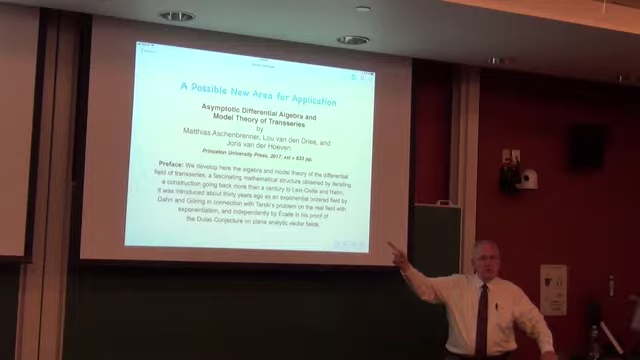 A Possible New Area for Application
Asymptotic Differential Algebra and
Model Theory of Transseries
by
Matthias Aschenbrenner, Lou van den Dries, and
Joris van der Hoeven
Princeton University Press, 2017, xxi + 833 pp.
Preface: We develop here the algebra and model theory of the differential
field of transseries, a fascinating mathematical structure obtained by iterating
a construction going back more than a century to Levi-Civita and Hahn.
It was introduced about thirty years ago as an exponential ordered field by
Dahn and Göring in connection with Tarski's problem on the real field with
exponentiation, and independently by Écalle in his proof of
the Dulac Conjecture on plane analytic vector fields.